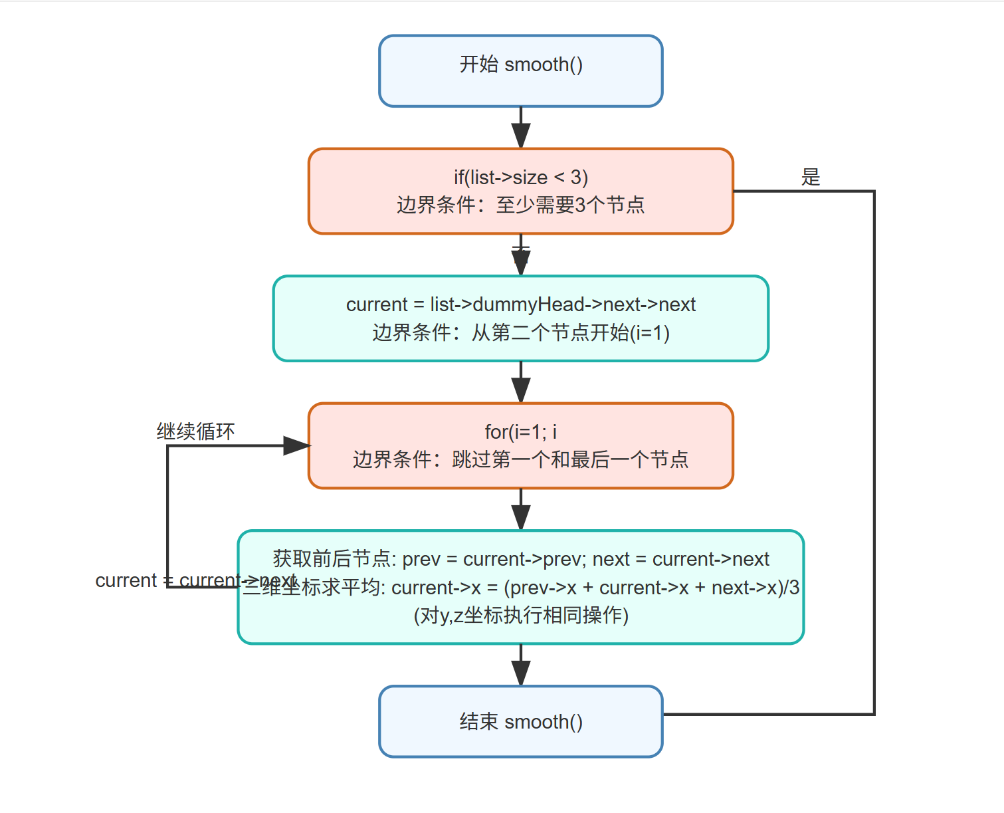 开始 smooth()
if(list->size < 3)
边界条件：至少需要3个节点
是
current = list->dummyHead->next->next
边界条件：从第二个节点开始(i=1)
继续循环
for(i=1; i
边界条件：跳过第一个和最后一个节点
获取前后节点: prev = current->prev; next = current->next
current = current->next
三维坐标求平均: current->x = (prev->x + current->x + next->x)/3
(对y,z坐标执行相同操作)
结束 smooth()